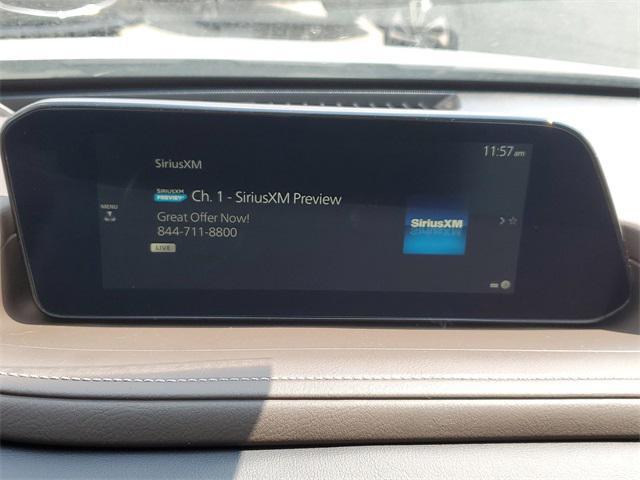 11:57 am
SiriusXM
SIRIUSXM
PREVIEW
Ch. 1 - SiriusXM Preview
MENU
Great Offer Now!
844-711-8800
LIVE
SiriusXM